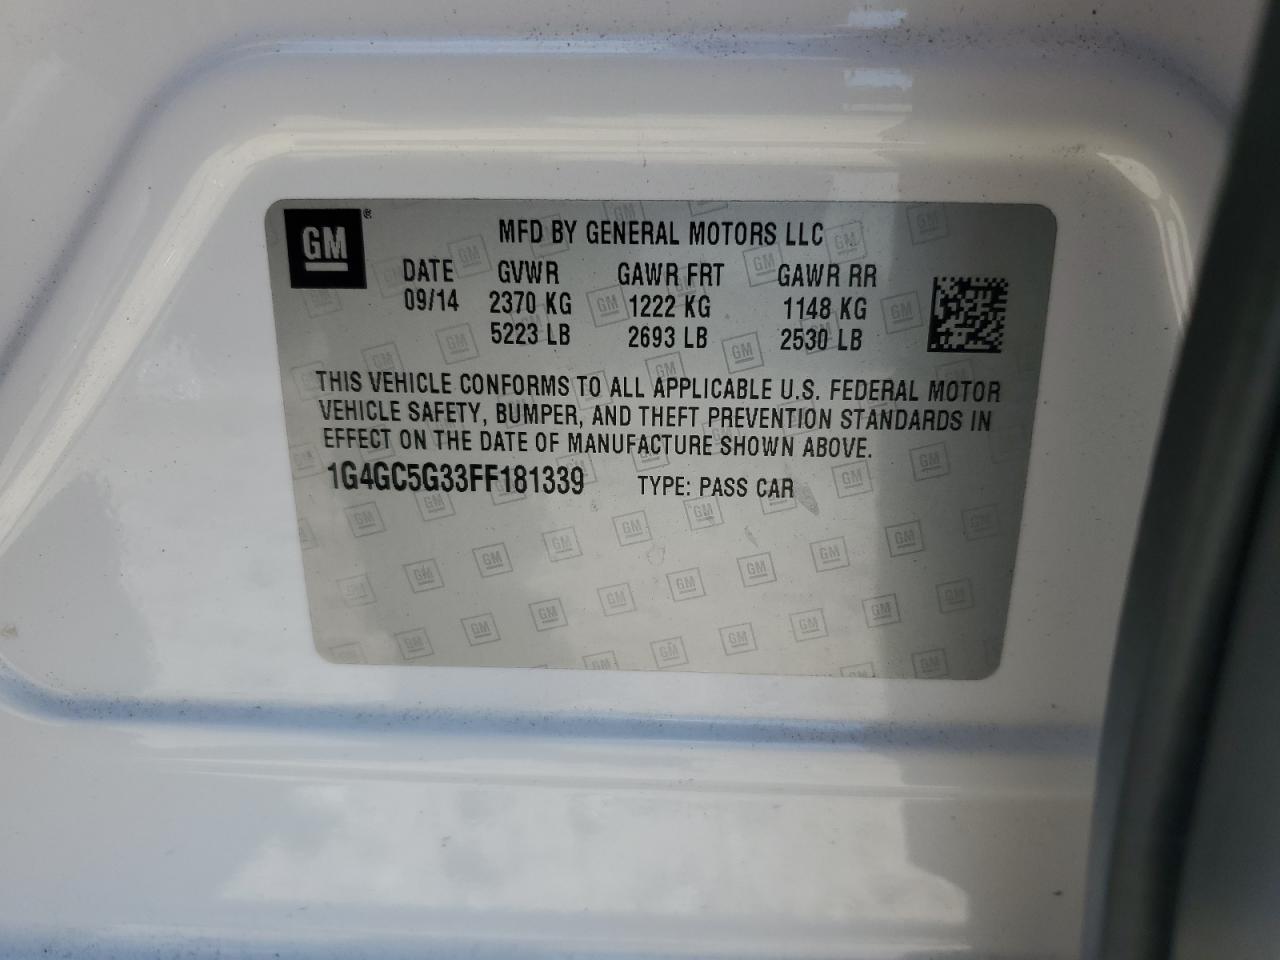 GM®
MFD BY GENERAL MOTORS LLC
DATE GVWR GAWR FRT GAWR RR
09/14 2370 KG 1222 KG 1148 KG
5223 LB 2693 LB 2530 LB
THIS VEHICLE CONFORMS TO ALL APPLICABLE U.S. FEDERAL MOTOR
VEHICLE SAFETY, BUMPER, AND THEFT PREVENTION STANDARDS IN
EFFECT ON THE DATE OF MANUFACTURE SHOWN ABOVE.
1G4GC5G33FF181339 TYPE: PASS CAR